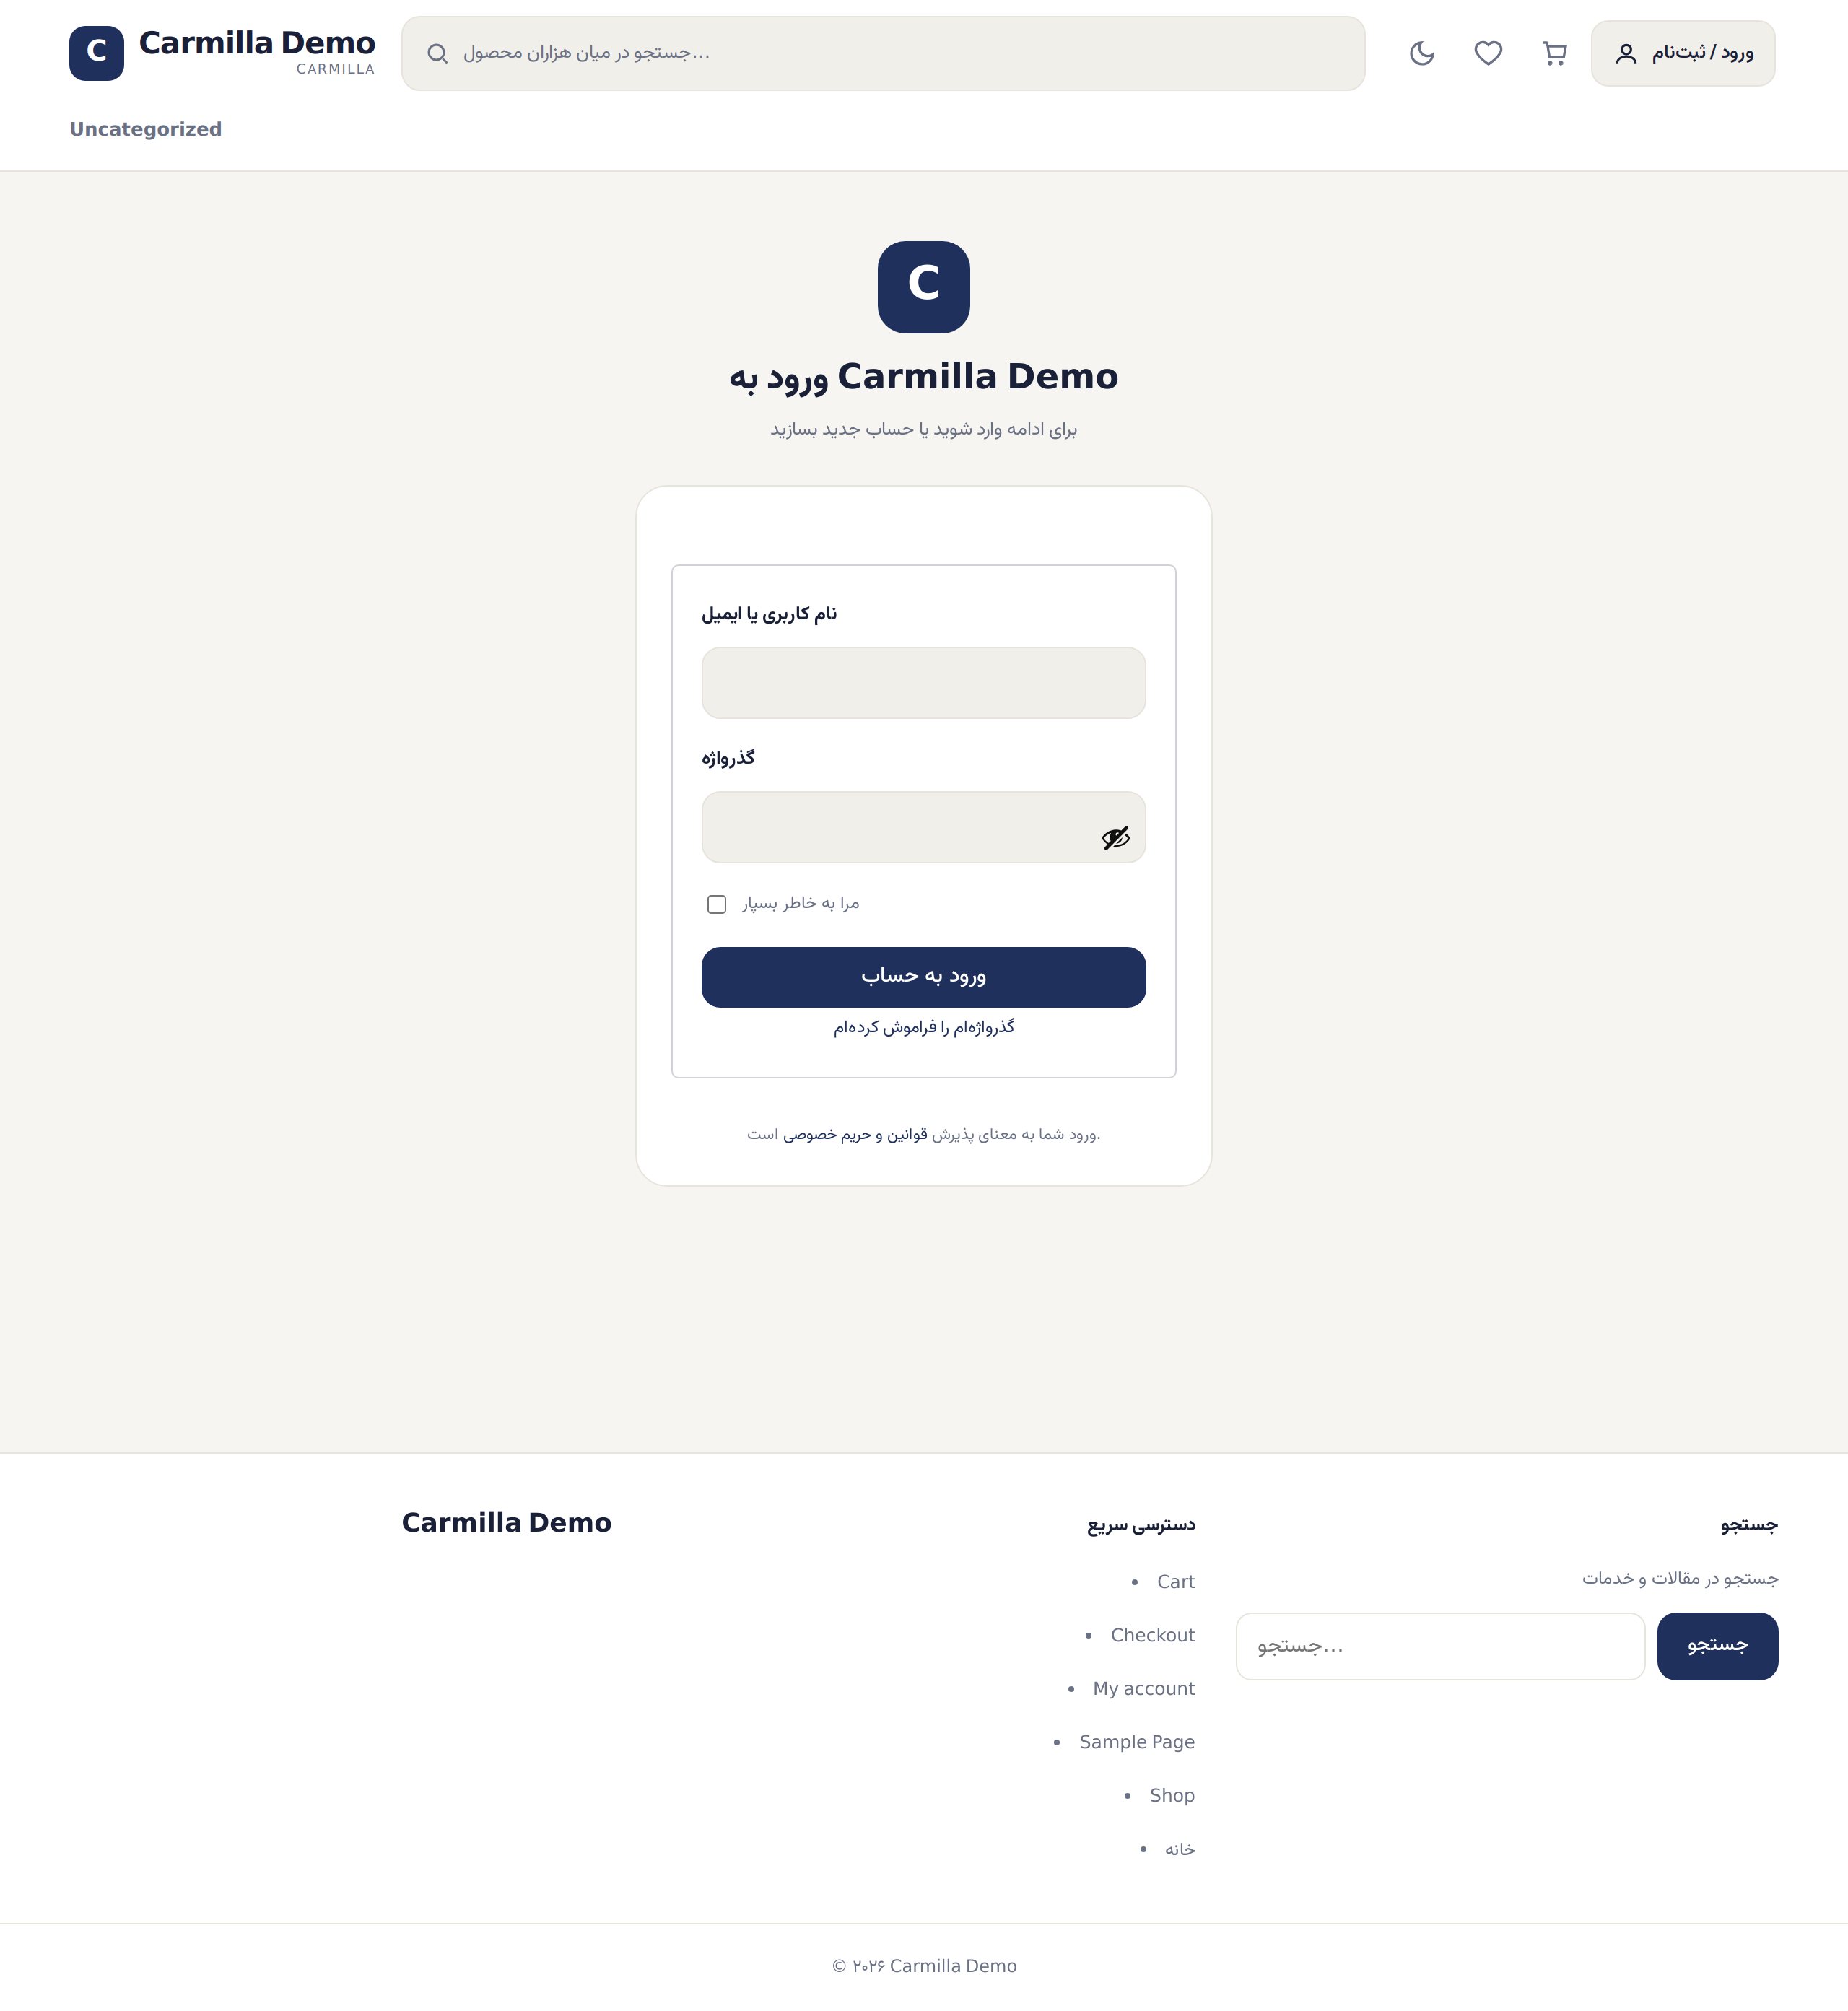 C
Carmilla Demo
CARMILLA
جستجو در میان هزاران محصول...
ورود / ثبت‌نام
Uncategorized
C
ورود به Carmilla Demo
برای ادامه وارد شوید یا حساب جدید بسازید
نام کاربری یا ایمیل
گذرواژه
مرا به خاطر بسپار
ورود به حساب
گذرواژه‌ام را فراموش کرده‌ام
ورود شما به معنای پذیرش قوانین و حریم خصوصی است.
Carmilla Demo
دسترسی سریع
Cart
Checkout
My account
Sample Page
Shop
خانه
جستجو
جستجو در مقالات و خدمات
جستجو...
جستجو
© ۲۰۲۶ Carmilla Demo